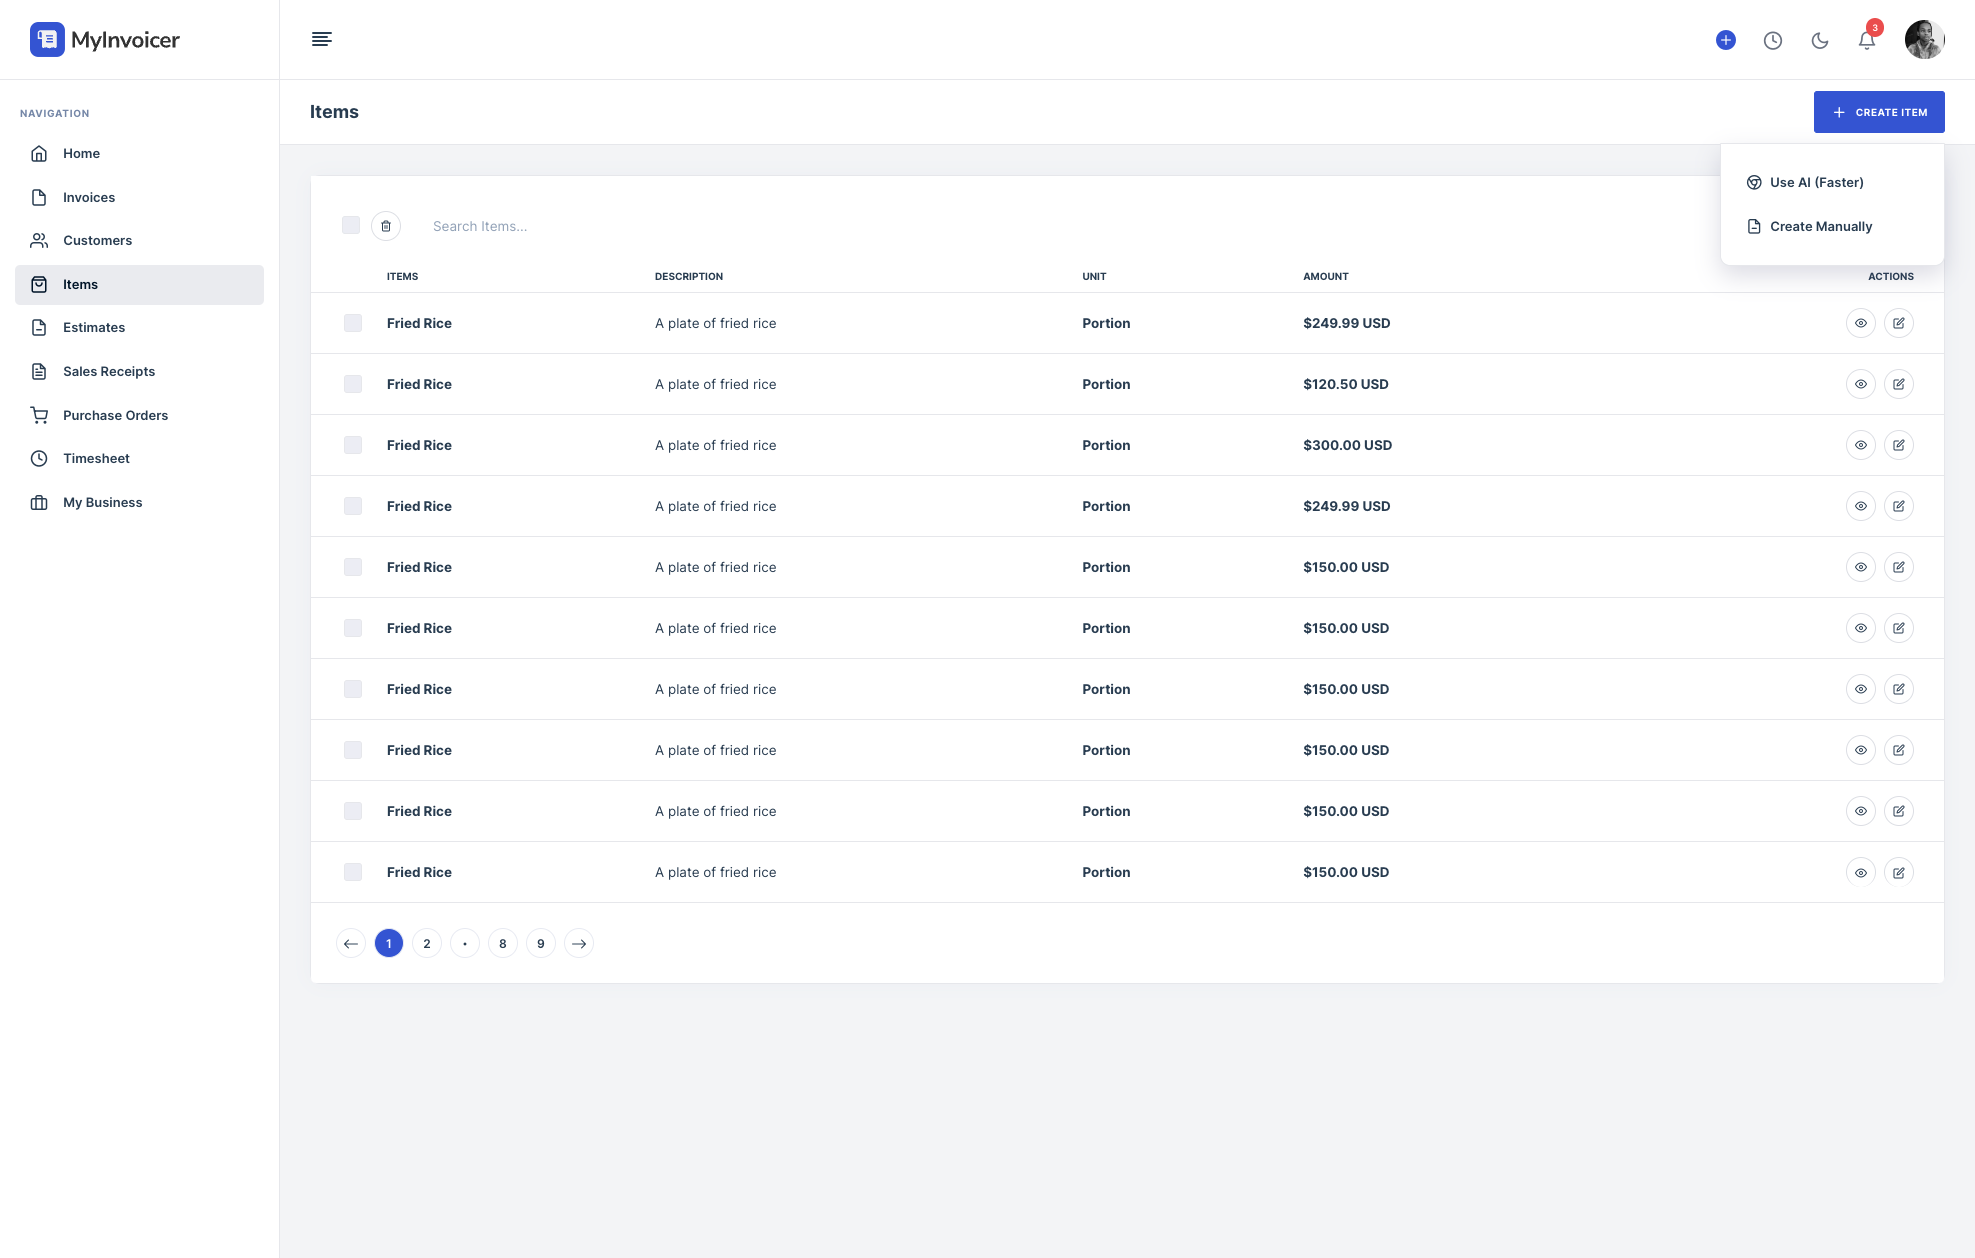 MyInvoicer
3
NAVIGATION
Home
Invoices
Customers
Items
Estimates
Sales Receipts
Purchase Orders
Timesheet
My Business
Items
CREATE ITEM
Use AI (Faster)
Create Manually
Search Items...
ITEMS DESCRIPTION UNIT AMOUNT ACTIONS
Fried Rice A plate of fried rice Portion $249.99 USD
Fried Rice A plate of fried rice Portion $120.50 USD
Fried Rice A plate of fried rice Portion $300.00 USD
Fried Rice A plate of fried rice Portion $249.99 USD
Fried Rice A plate of fried rice Portion $150.00 USD
Fried Rice A plate of fried rice Portion $150.00 USD
Fried Rice A plate of fried rice Portion $150.00 USD
Fried Rice A plate of fried rice Portion $150.00 USD
Fried Rice A plate of fried rice Portion $150.00 USD
Fried Rice A plate of fried rice Portion $150.00 USD
1 2 • 8 9